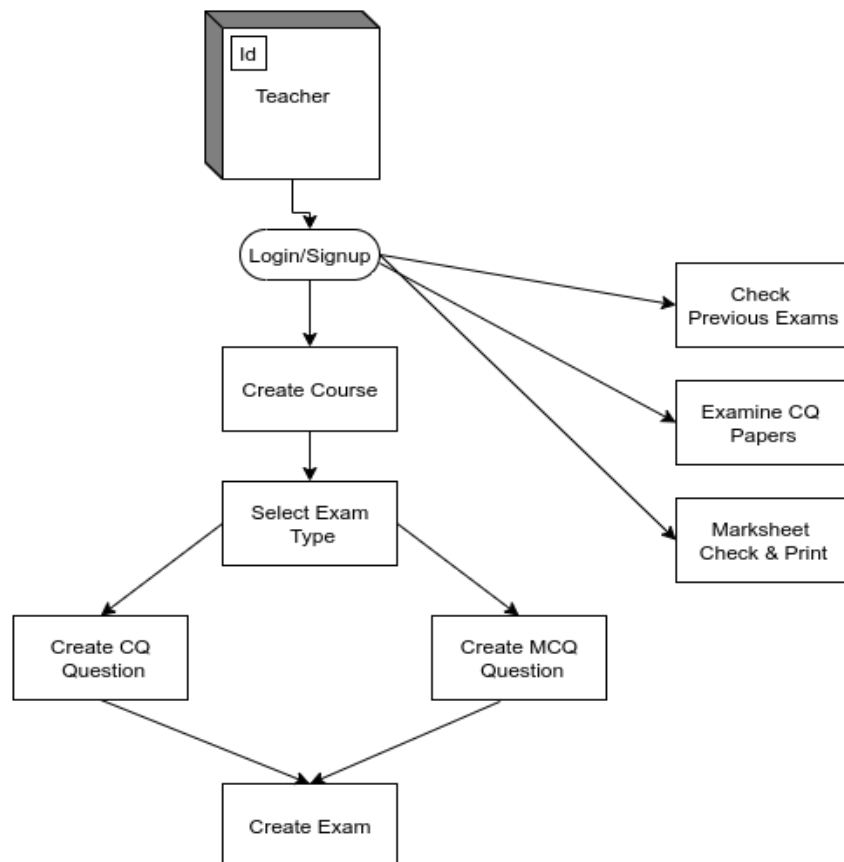 Id
Teacher
Login/Signup
Check
Previous Exams
Create Course
Examine CQ
Papers
Select Exam
Type
Marksheet
Check & Print
Create CQ
Question
Create MCQ
Question
Create Exam